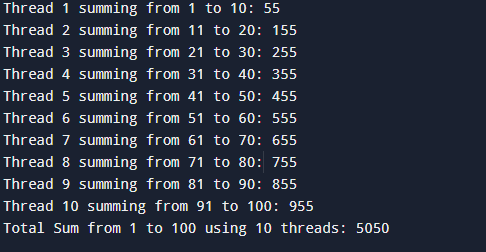 Thread 1 summing from 1 to 10: 55
Thread 2 summing from 11 to 20: 155
Thread 3 summing from 21 to 30: 255
Thread 4 summing from 31 to 40: 355
Thread 5 summing from 41 to 50: 455
Thread 6 summing from 51 to 60: 555
Thread 7 summing from 61 to 70: 655
Thread 8 summing from 71 to 80: 755
Thread 9 summing from 81 to 90: 855
Thread 10 summing from 91 to 100: 955
Total Sum from 1 to 100 using 10 threads: 5050